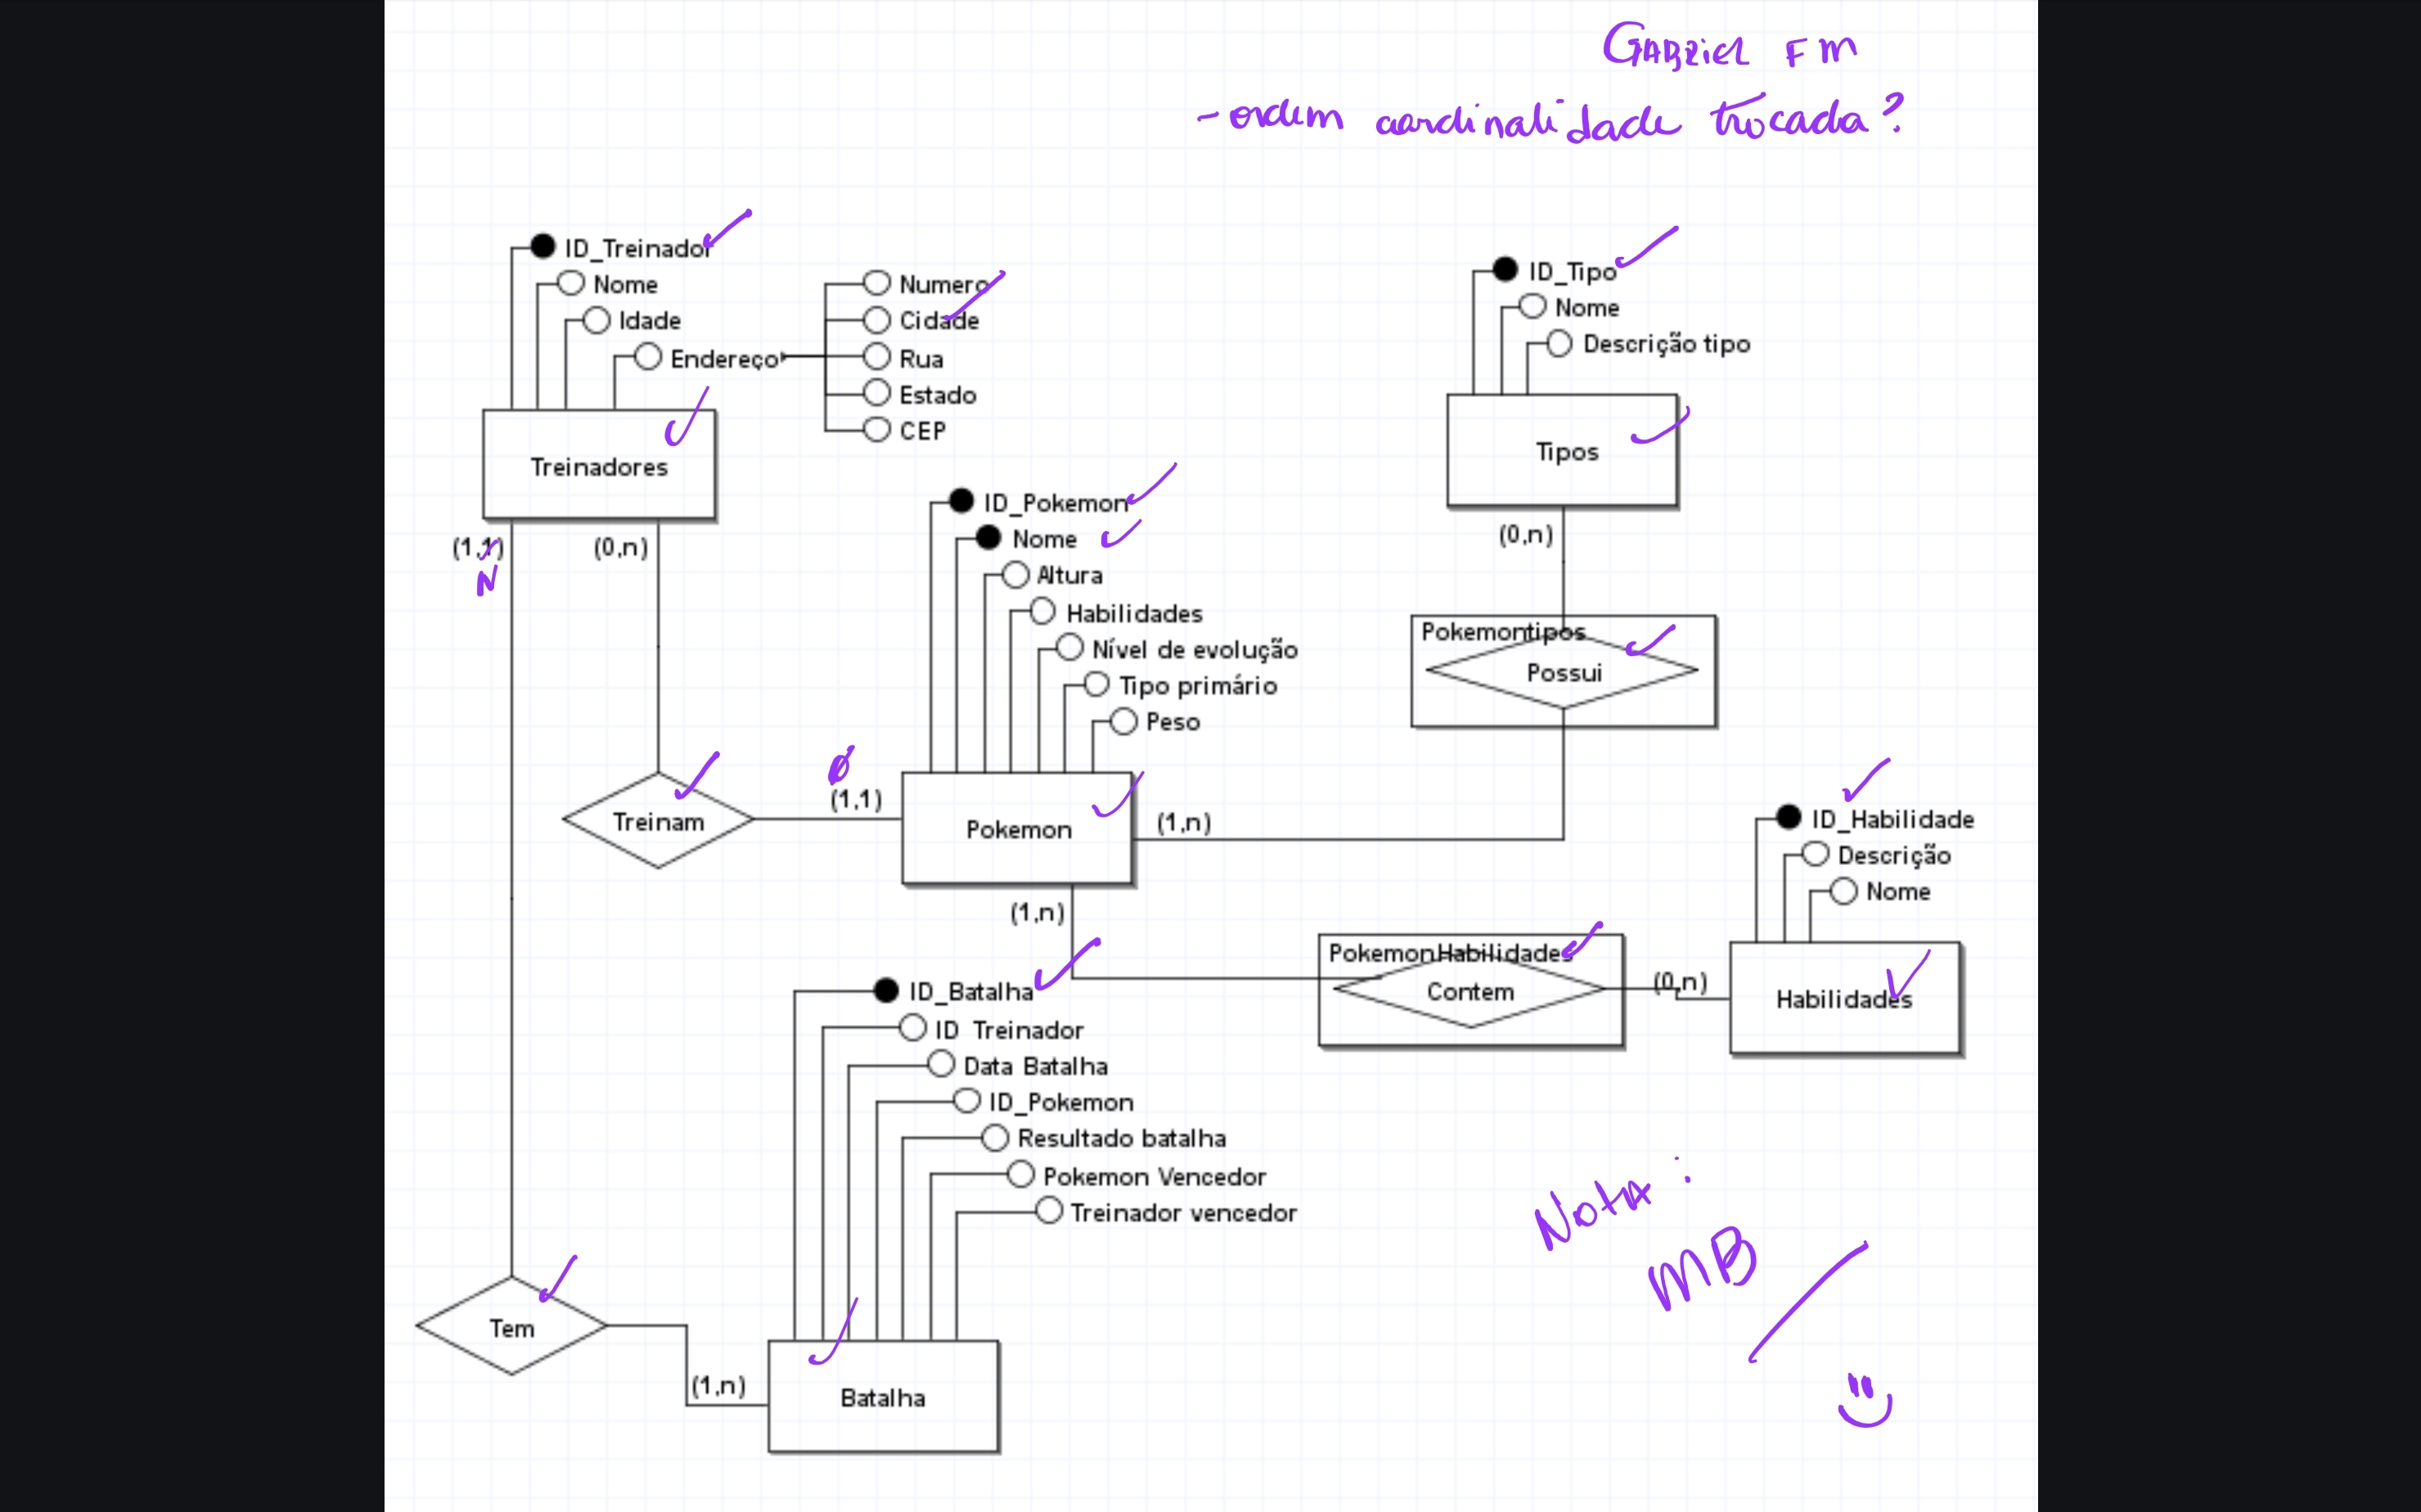 GABRIEL FM
- ordem cardinalidade trocada?
ID_Treinador
Nome
Idade
Endereço
Numero
Cidade
Rua
Estado
CEP
Treinadores
(1,1)
N
(0,n)
ID_Tipo
Nome
Descrição tipo
Tipos
(0,n)
ID_Pokemon
Nome
Altura
Habilidades
Nível de evolução
Tipo primário
Peso
Pokemontipos
Possui
Treinam
0
(1,1)
Pokemon
(1,n)
(1,n)
ID_Habilidade
Descrição
Nome
PokemonHabilidades
Contem
(0,n)
Habilidades
ID_Batalha
ID Treinador
Data Batalha
ID_Pokemon
Resultado batalha
Pokemon Vencedor
Treinador vencedor
Tem
(1,n)
Batalha
Nota:
MB